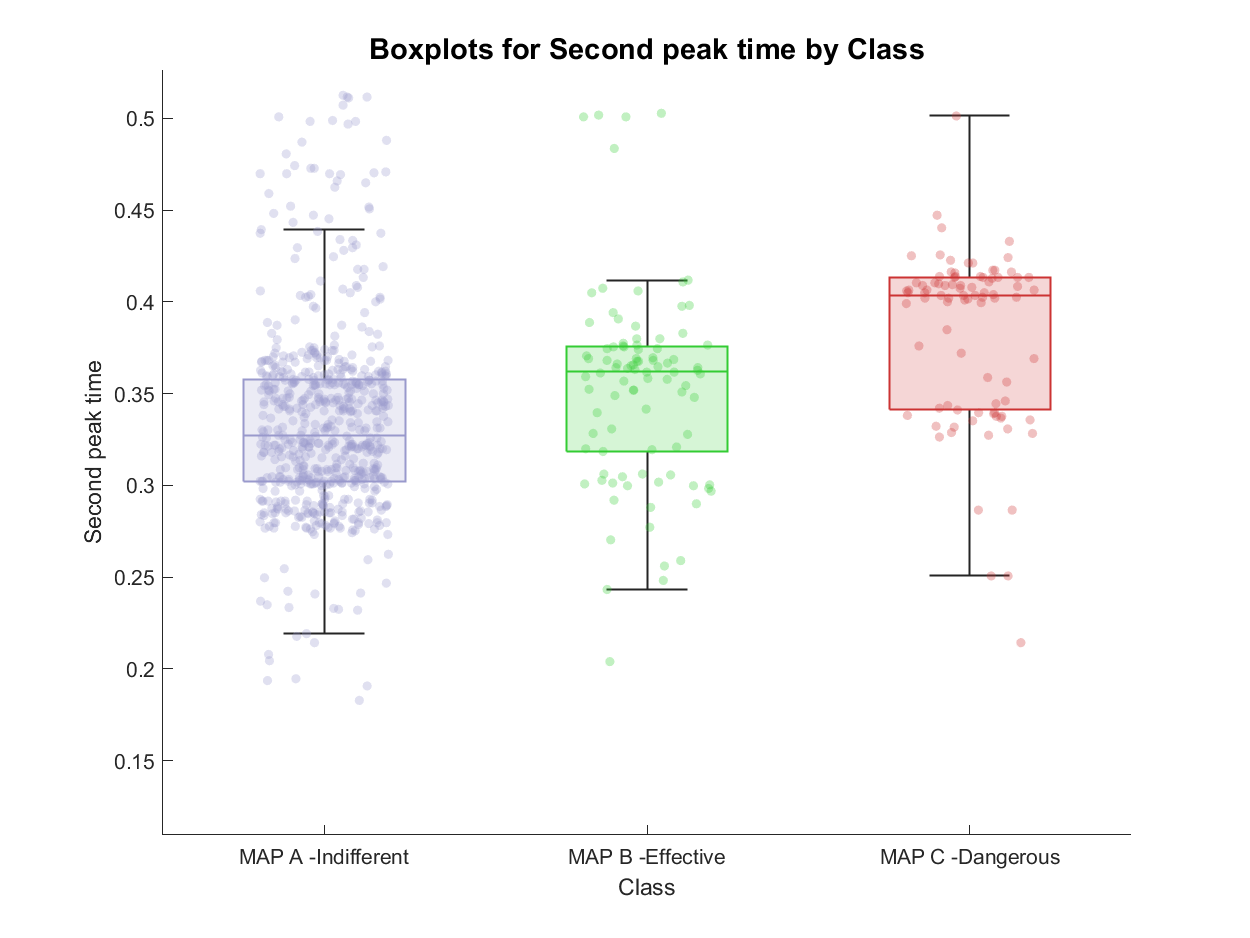 Boxplots for Second peak time by Class
Second peak time
0.5
0.45
0.4
0.35
0.3
0.25
0.2
0.15
MAP A -Indifferent
MAP B -Effective
MAP C -Dangerous
Class